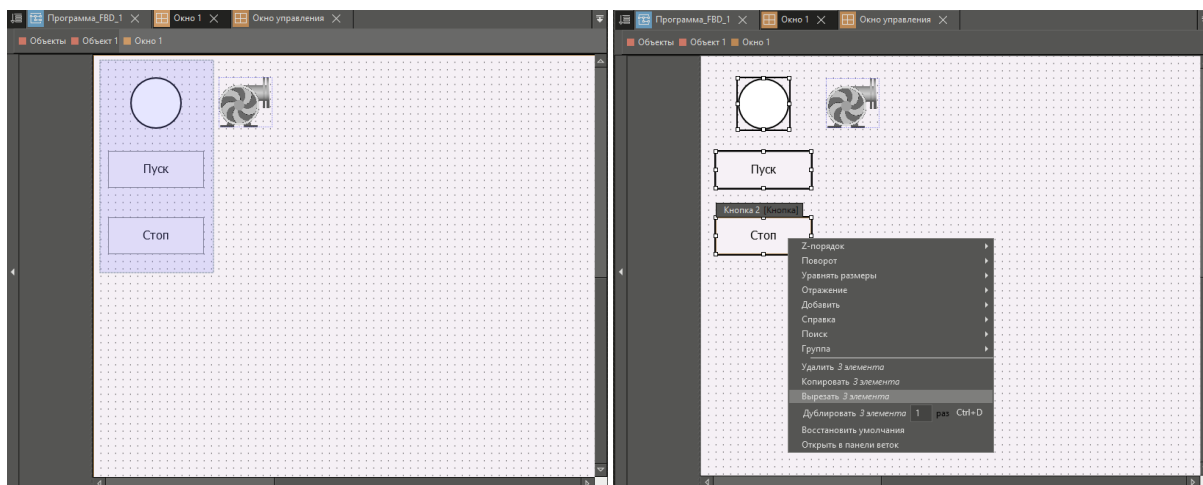 Программа_FBD_1 Окно 1 Окно управления
Объекты Объект 1 Окно 1
Пуск
Стоп
Программа_FBD_1 Окно 1 Окно управления
Объекты Объект 1 Окно 1
Пуск
Кнопка 2 [Кнопка]
Стоп
Z-порядок
Поворот
Уравнять размеры
Отражение
Добавить
Справка
Поиск
Группа
Удалить 3 элемента
Копировать 3 элемента
Вырезать 3 элемента
Дублировать 3 элемента 1 раз Ctrl+D
Восстановить умолчания
Открыть в панели веток